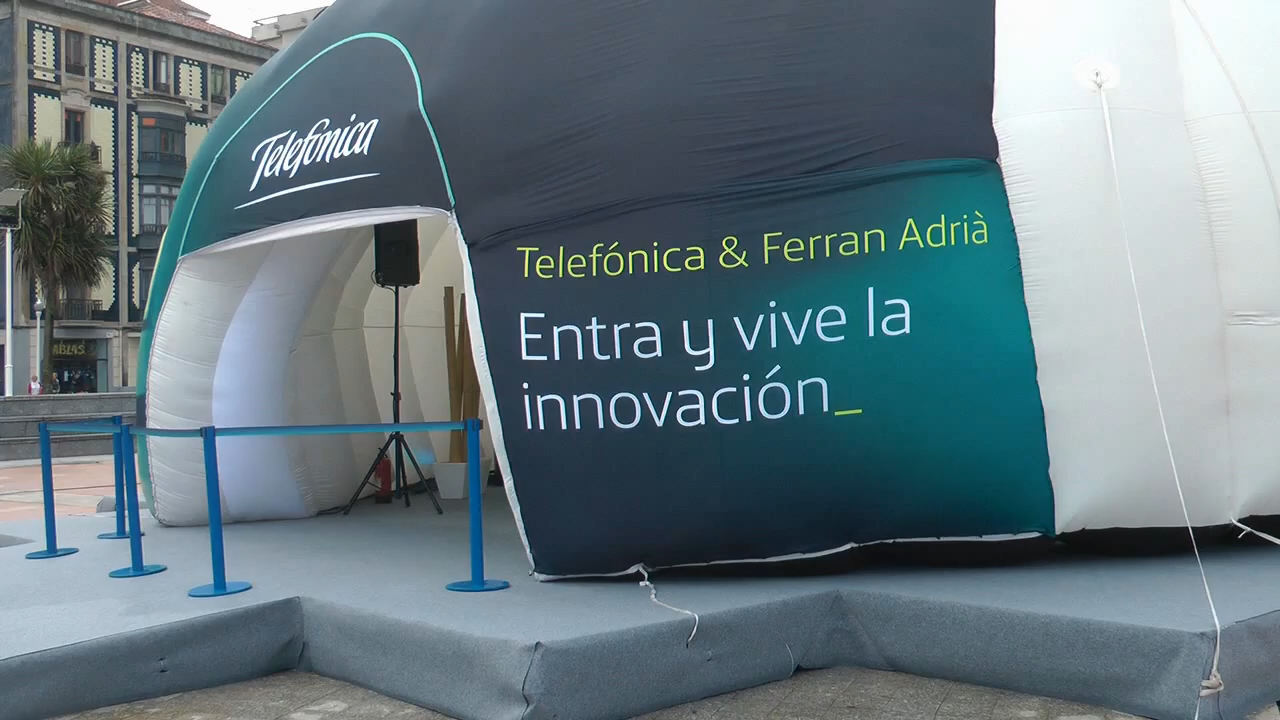 Telefónica
Telefónica & Ferran Adrià
Entra y vive la
innovación_